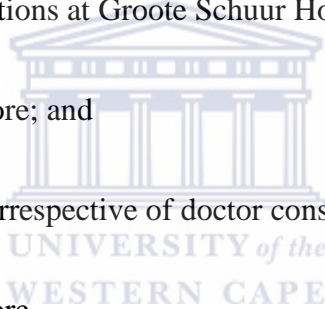 tions at Groote Schuur Ho
ore; and
rrespective of doctor cons
UNIVERSITY of the
WESTERN CAPE